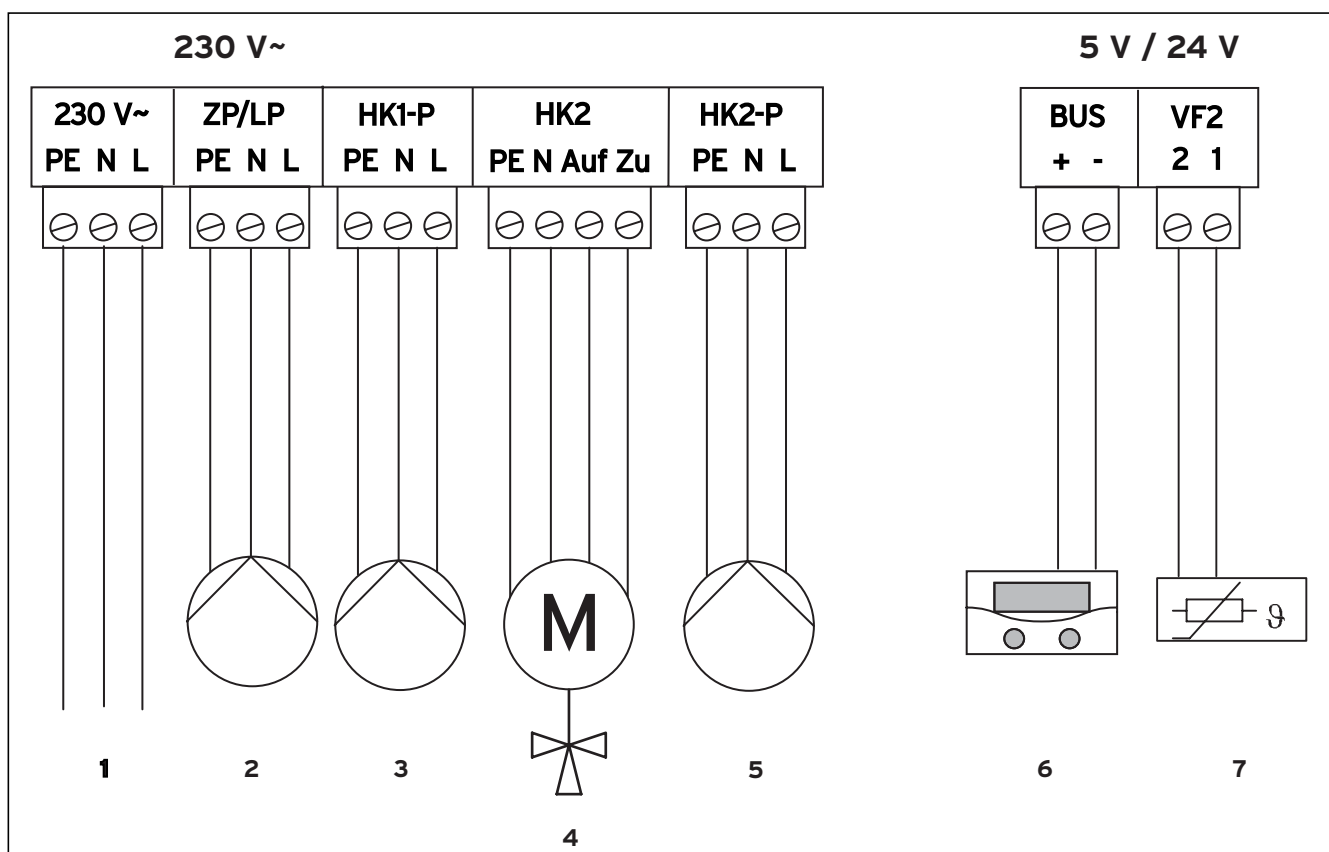 230 V~ 5 V / 24 V
230 V~ ZP/LP HK1-P HK2 HK2-P BUS VF2
PE N L PE N L PE N L PE N Auf Zu PE N L + - 2 1
M
ϑ
1 2 3 5 6 7
4